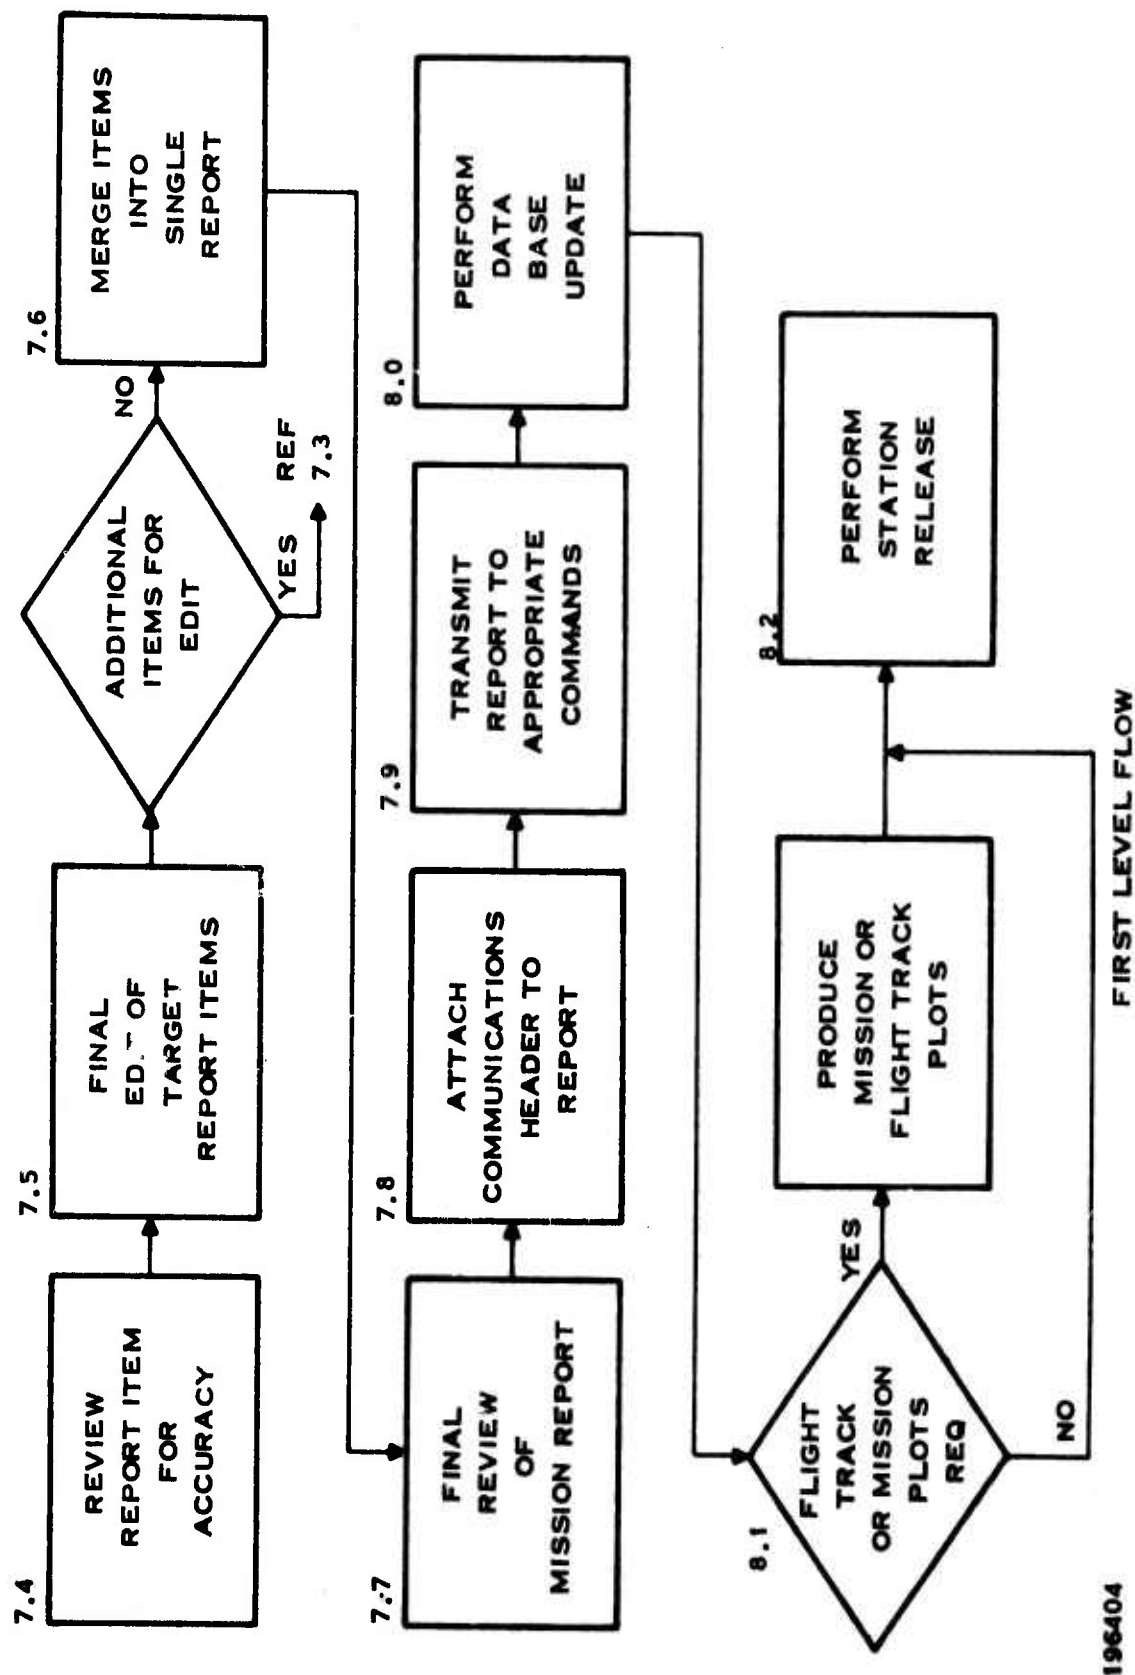 7.4
REVIEW
REPORT ITEM
FOR
ACCURACY
7.5
FINAL
OF
TARGET
REPORT ITEMS
ADDITIONAL
ITEMS FOR
EDIT
NO
YES REF
7.3
7.6
MERGE ITEMS
INTO
SINGLE
REPORT
7.7
FINAL
REVIEW
OF
MISSION REPORT
7.8
ATTACH
COMMUNICATIONS
HEADER TO
REPORT
7.9
TRANSMIT
REPORT TO
APPROPRIATE
COMMANDS
8.0
PERFORM
DATA
BASE
UPDATE
8.1
FLIGHT
TRACK
OR MISSION
PLOTS
REQ
YES
NO
PRODUCE
MISSION OR
FLIGHT TRACK
PLOTS
8.2
PERFORM
STATION
RELEASE
196404
FIRST LEVEL FLOW